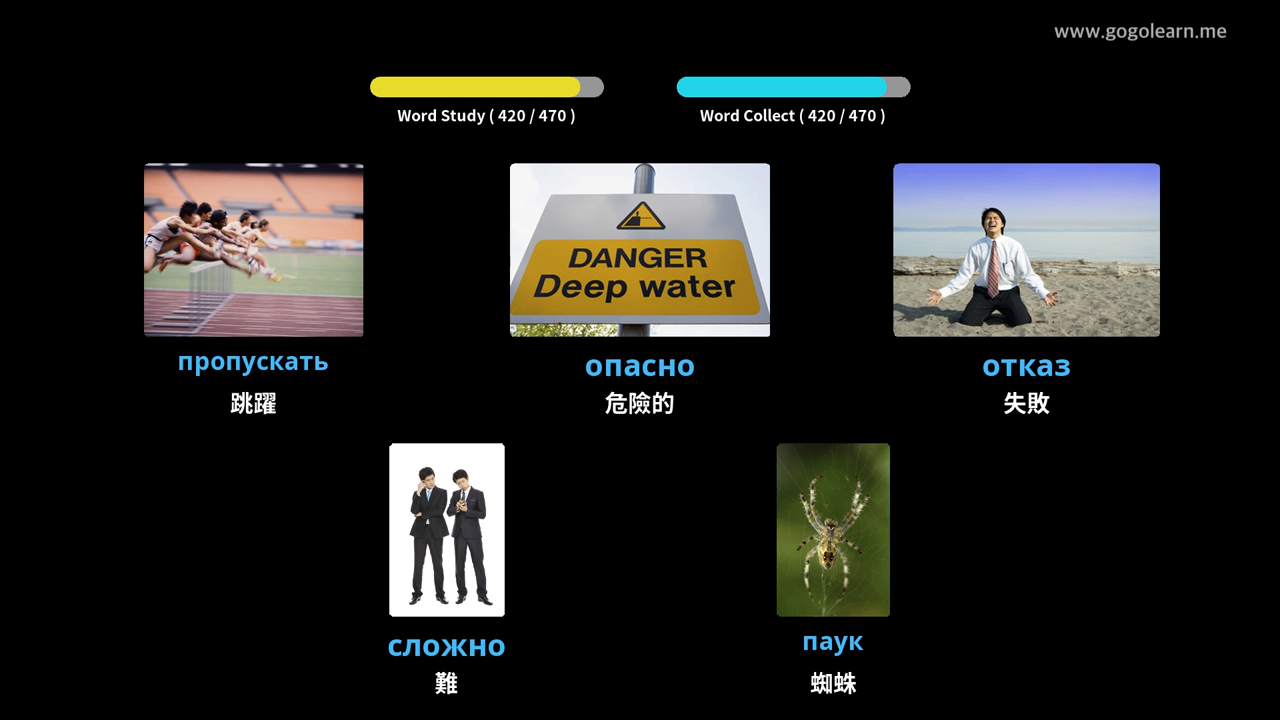 www.gogolearn.me
Word Study ( 420 / 470 )
Word Collect ( 420 / 470 )
DANGER
Deep water
пропускать
跳躍
опасно
危險的
отказ
失敗
сложно
難
паук
蜘蛛